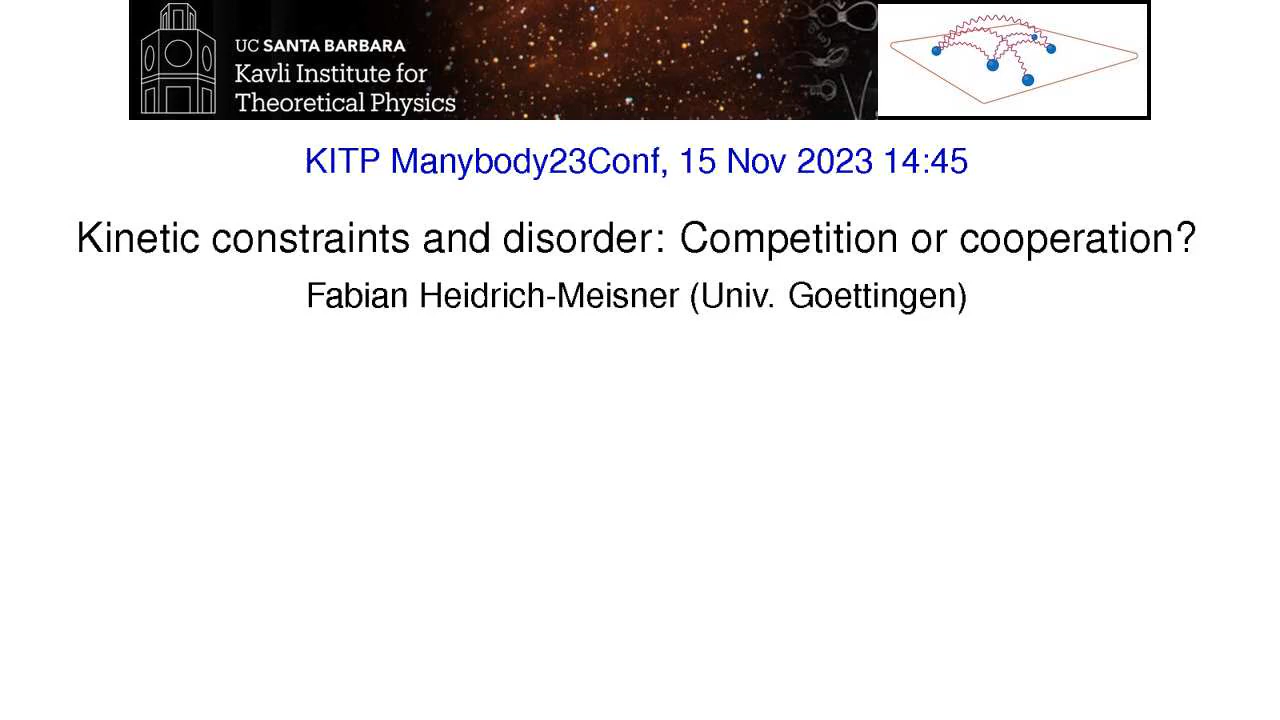 UC SANTA BARBARA
Kavli Institute for
Theoretical Physics
KITP Manybody23Conf, 15 Nov 2023 14:45
Kinetic constraints and disorder: Competition or cooperation?
Fabian Heidrich-Meisner (Univ. Goettingen)